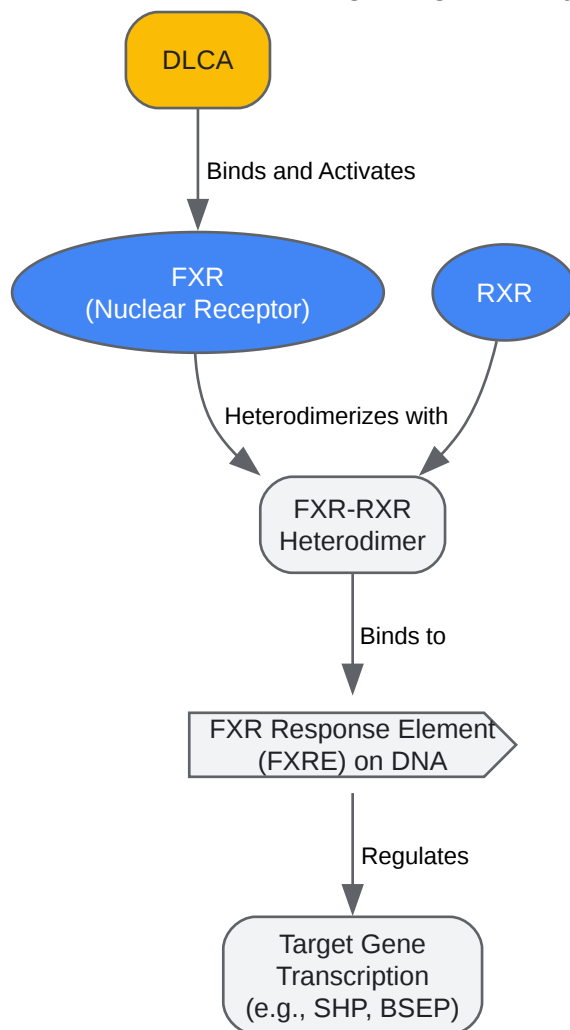 DLCA
Binds and Activates
FXR
(Nuclear Receptor)
RXR
Heterodimerizes with
FXR-RXR
Heterodimer
Binds to
FXR Response Element
(FXRE) on DNA
Regulates
Target Gene
Transcription
(e.g., SHP, BSEP)